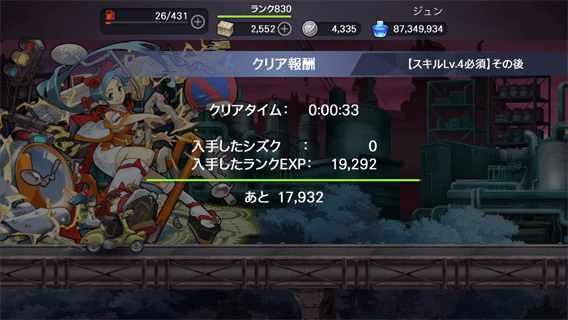 26/431
ランク830
2,552
4,335
ジュン
87,349,934
クリア報酬
【スキルLv.4必須】その後
クリアタイム： 0:00:33
入手したシズク ： 0
入手したランクEXP： 19,292
あと 17,932